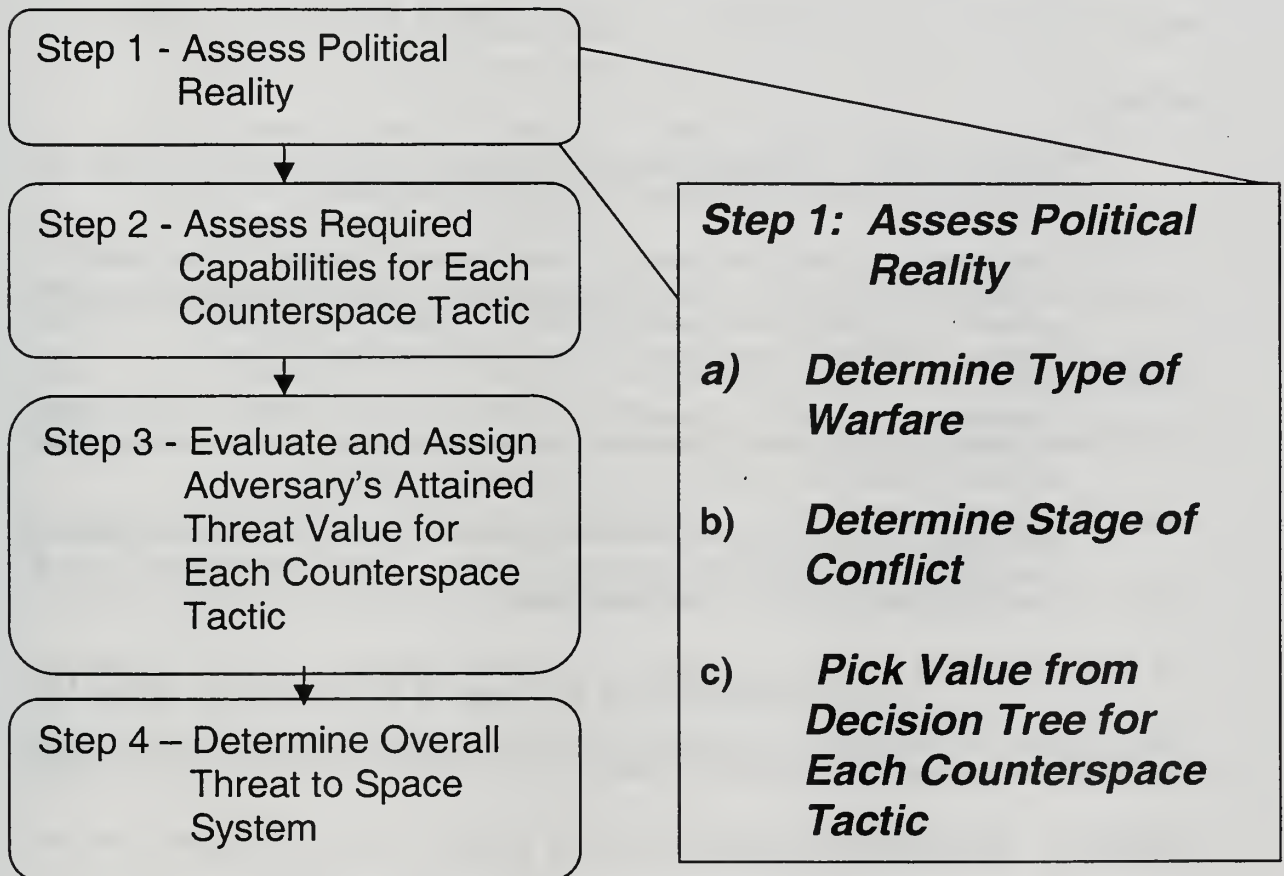 Step 1 - Assess Political
Reality
Step 2 - Assess Required
Capabilities for Each
Counterspace Tactic
Step 3 - Evaluate and Assign
Adversary's Attained
Threat Value for
Each Counterspace
Tactic
Step 4 – Determine Overall
Threat to Space
System
Step 1: Assess Political
Reality
a) Determine Type of
Warfare
b) Determine Stage of
Conflict
c) Pick Value from
Decision Tree for
Each Counterspace
Tactic